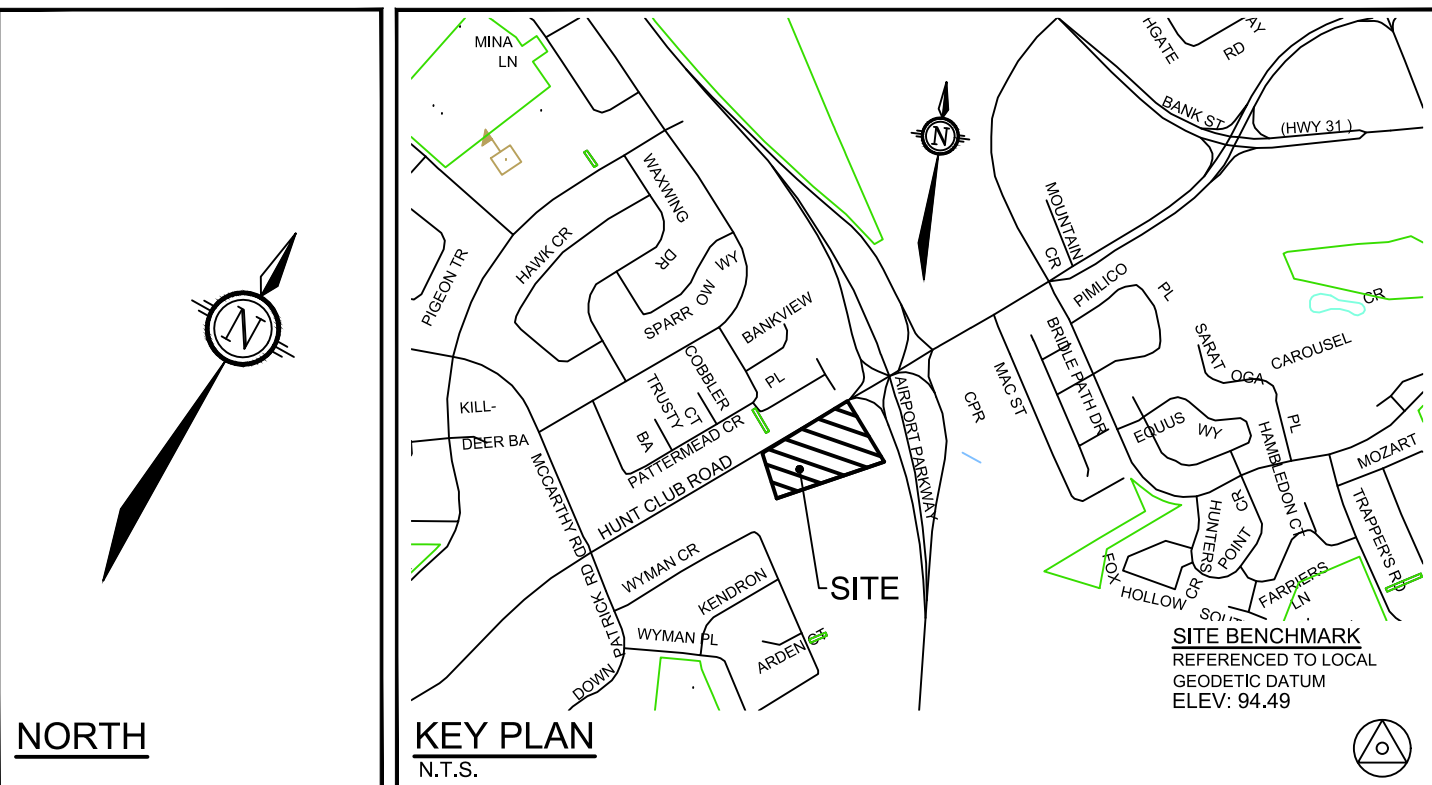 NORTH
N
MINA
LN
HGATE
AY
RD
BANK ST
(HWY 31 )
N
WAXWING
DR
HAWK CR
PIGEON TR
SPARR OW WY
BANKVIEW
PL
MOUNTAIN
CR
PIMLICO
PL
CR
SARAT OGA
PL
CAROUSEL
COBBLER
CT
TRUSTY
BA
PATTERMEAD CR
KILL-
DEER BA
MCCARTHY RD
HUNT CLUB ROAD
AIRPORT PARKWAY
CPR
MAC ST
BRIDLE PATH DR
EQUUS WY
HAMBLEDON CT
MOZART
TRAPPER'S RD
HUNTERS
POINT
CR
FOX
HOLLOW
CR
FARRIERS
LN
SOUT
WYMAN CR
KENDRON
WYMAN PL
ARDEN CT
DOWN PATRICK RD
SITE
SITE BENCHMARK
REFERENCED TO LOCAL
GEODETIC DATUM
ELEV: 94.49
KEY PLAN
N.T.S.